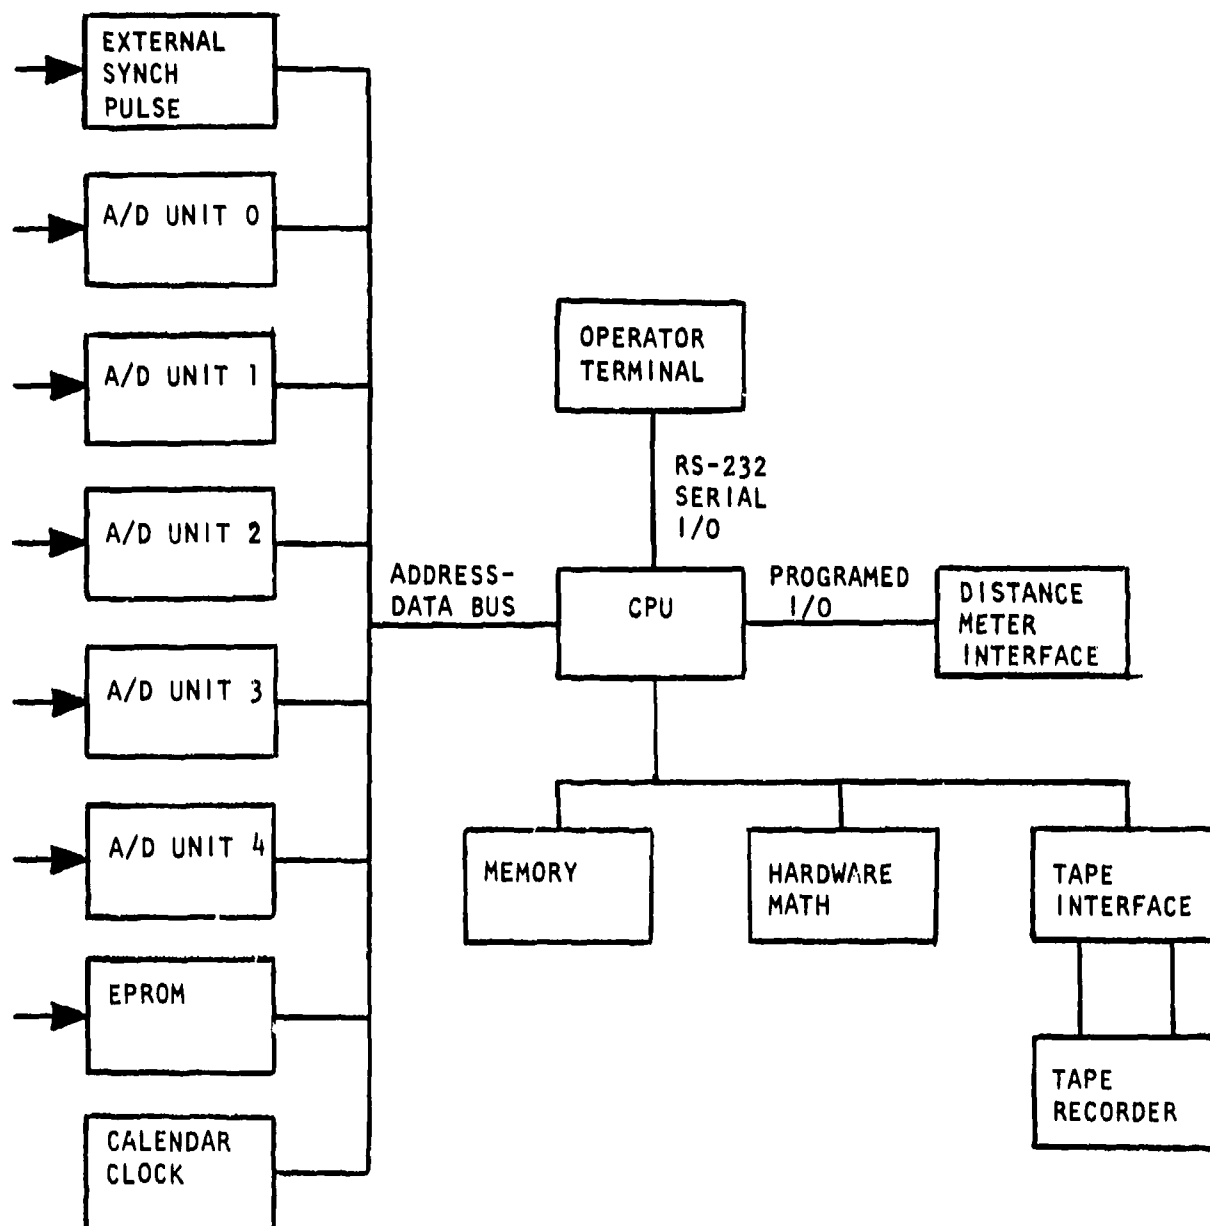 EXTERNAL
SYNCH
PULSE
A/D UNIT 0
A/D UNIT 1
A/D UNIT 2
A/D UNIT 3
A/D UNIT 4
EPROM
CALENDAR
CLOCK
ADDRESS-
DATA BUS
OPERATOR
TERMINAL
RS-232
SERIAL
I/O
CPU
PROGRAMED
I/O
DISTANCE
METER
INTERFACE
MEMORY
HARDWARE
MATH
TAPE
INTERFACE
TAPE
RECORDER